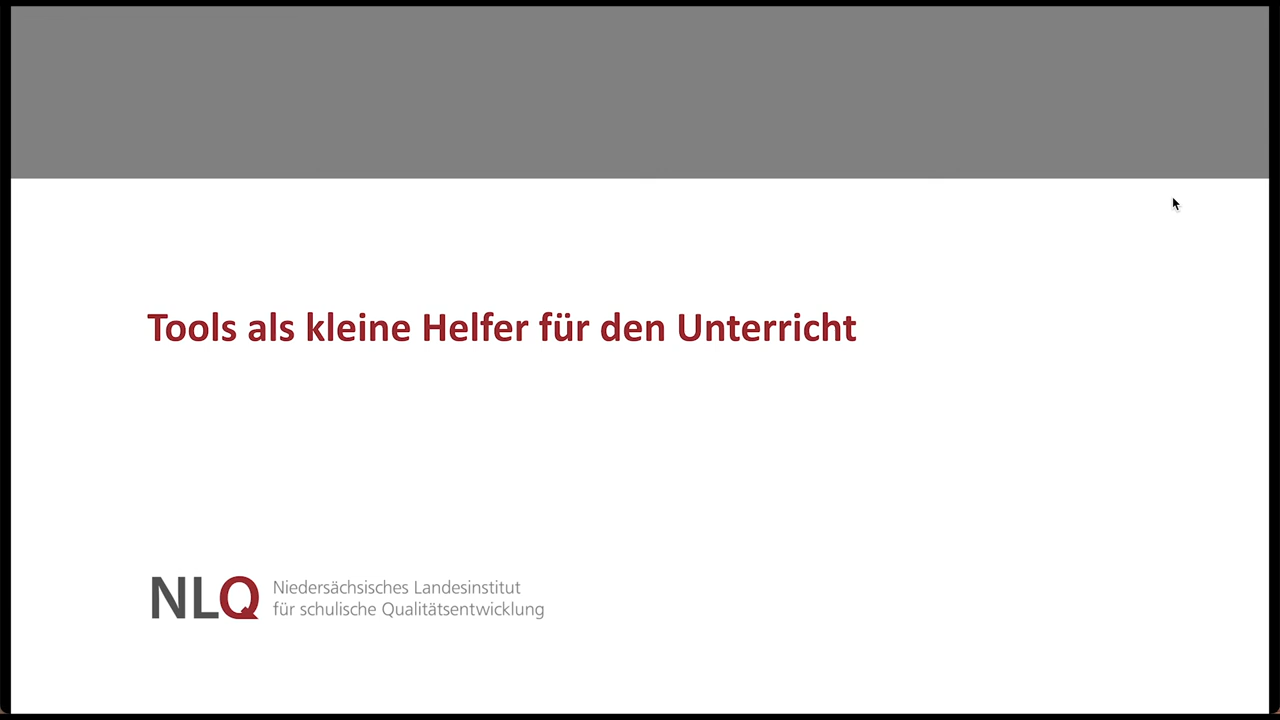 Tools als kleine Helfer für den Unterricht
NLQ
Niedersächsisches Landesinstitut
für schulische Qualitätsentwicklung